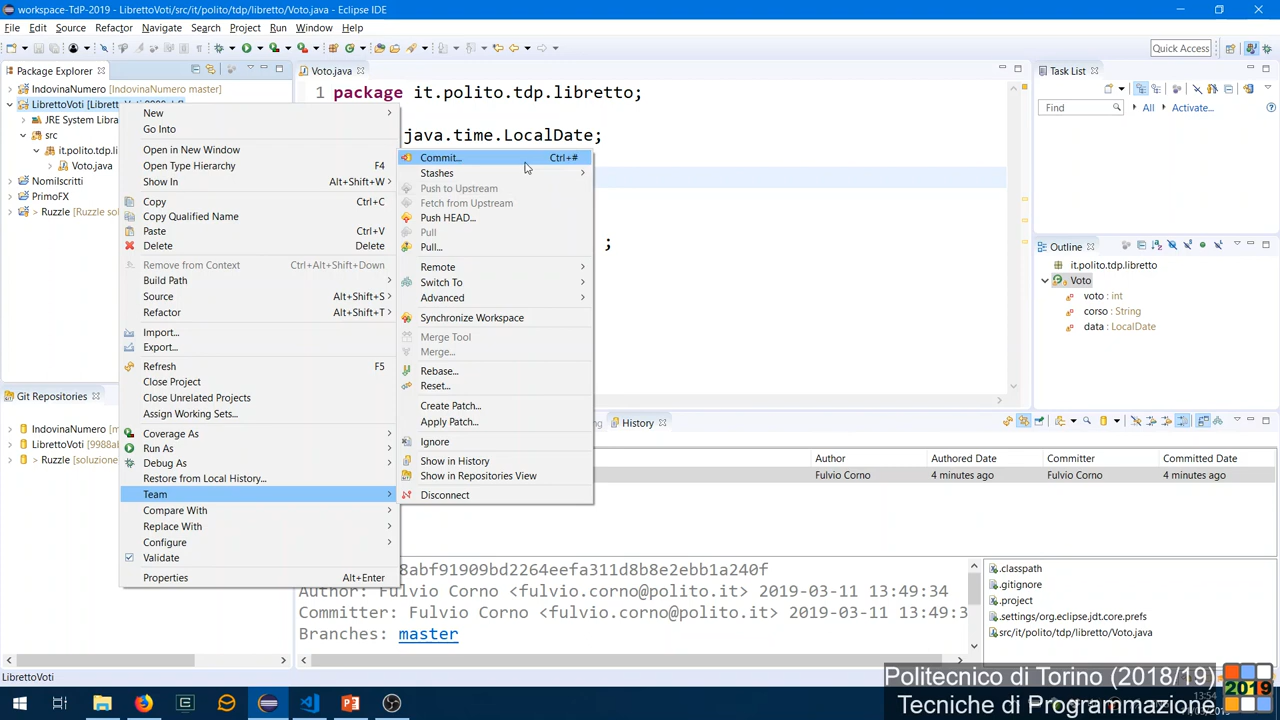 workspace-TdP-2019 - LibrettoVoti/src/it/polito/tdp/libretto/Voto.java - Eclipse IDE
File Edit Source Refactor Navigate Search Project Run Window Help
Quick Access
Package Explorer
IndovinaNumero [IndovinaNumero master]
LibrettoVoti
JRE System Libra
src
it.polito.tdp.li
Voto.java
NomiIscritti
PrimoFX
> Ruzzle [Ruzzle so
Git Repositories
IndovinaNumero [m
LibrettoVoti [9988a
> Ruzzle [soluzione
New
Go Into
Open in New Window
Open Type Hierarchy F4
Show In Alt+Shift+W
Copy Ctrl+C
Copy Qualified Name
Paste Ctrl+V
Delete Delete
Remove from Context Ctrl+Alt+Shift+Down
Build Path
Source Alt+Shift+S
Refactor Alt+Shift+T
Import...
Export...
Refresh F5
Close Project
Close Unrelated Projects
Assign Working Sets...
Coverage As
Run As
Debug As
Restore from Local History...
Team
Compare With
Replace With
Configure
Validate
Properties Alt+Enter
Commit... Ctrl+#
Stashes
Push to Upstream
Fetch from Upstream
Push HEAD...
Pull
Pull...
Remote
Switch To
Advanced
Synchronize Workspace
Merge Tool
Merge...
Rebase...
Reset...
Create Patch...
Apply Patch...
Ignore
Show in History
Show in Repositories View
Disconnect
Voto.java
1 package it.polito.tdp.libretto;
java.time.LocalDate;
;
Task List
Find All Activate...
Outline
it.polito.tdp.libretto
Voto
voto : int
corso : String
data : LocalDate
History
Author Authored Date Committer Committed Date
Fulvio Corno 4 minutes ago Fulvio Corno 4 minutes ago
8abf91909bd2264eefa311d8b8e2ebb1a240f
Author: Fulvio Corno <fulvio.corno@polito.it> 2019-03-11 13:49:34
Committer: Fulvio Corno <fulvio.corno@polito.it> 2019-03-11 13:49:3
Branches: master
.classpath
.gitignore
.project
.settings/org.eclipse.jdt.core.prefs
src/it/polito/tdp/libretto/Voto.java
LibrettoVoti
Politecnico di Torino (2018/19)
Tecniche di Programmazione
2019
13:54